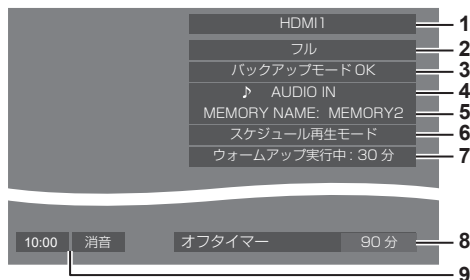 HDMI1 1
フル 2
バックアップモード OK 3
♪ AUDIO IN 4
MEMORY NAME: MEMORY2 5
スケジュール再生モード 6
ウォームアップ実行中 : 30 分 7
10:00 消音 オフタイマー 90 分 8
9